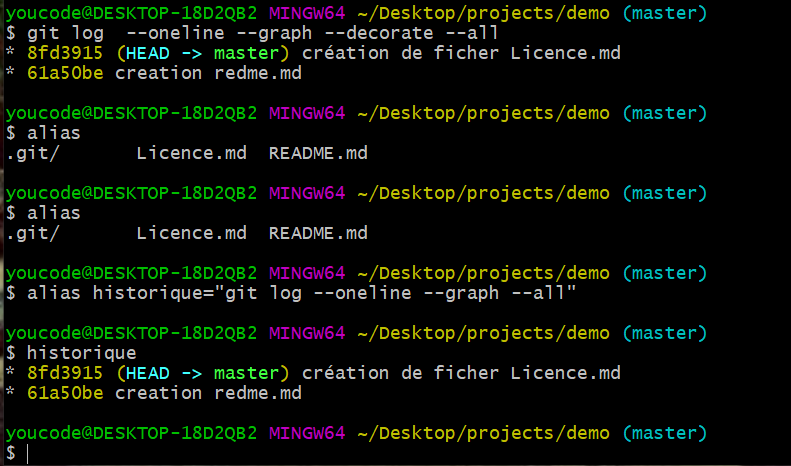 youcode@DESKTOP-18D2QB2 MINGW64 ~/Desktop/projects/demo (master)
$ git log  --oneline --graph --decorate --all
* 8fd3915 (HEAD -> master) création de ficher Licence.md
* 61a50be creation redme.md
youcode@DESKTOP-18D2QB2 MINGW64 ~/Desktop/projects/demo (master)
$ alias
.git/       Licence.md  README.md
youcode@DESKTOP-18D2QB2 MINGW64 ~/Desktop/projects/demo (master)
$ alias
.git/       Licence.md  README.md
youcode@DESKTOP-18D2QB2 MINGW64 ~/Desktop/projects/demo (master)
$ alias historique="git log --oneline --graph --all"
youcode@DESKTOP-18D2QB2 MINGW64 ~/Desktop/projects/demo (master)
$ historique
* 8fd3915 (HEAD -> master) création de ficher Licence.md
* 61a50be creation redme.md
youcode@DESKTOP-18D2QB2 MINGW64 ~/Desktop/projects/demo (master)
$